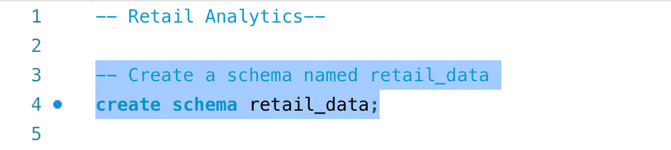 1 -- Retail Analytics--
2
3 -- Create a schema named retail_data
4 create schema retail_data;
5